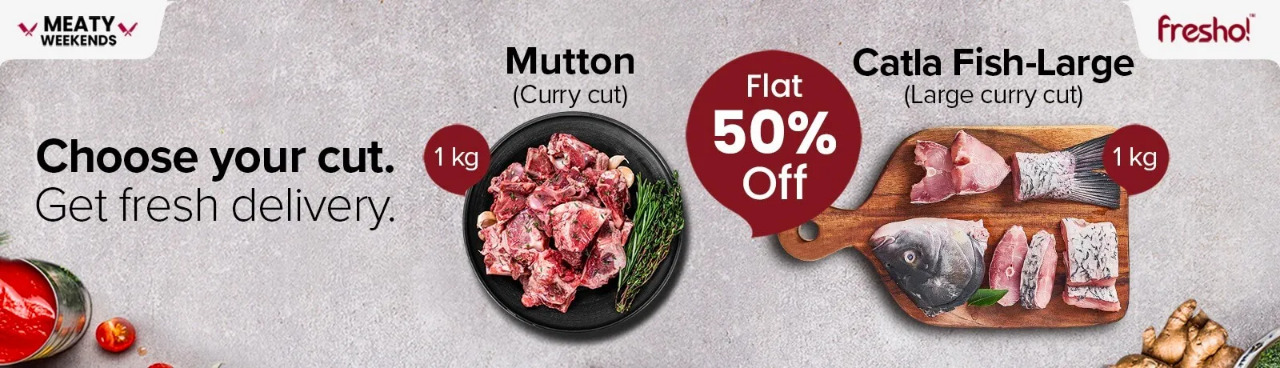 MEATY
WEEKENDS
fresho!™
Choose your cut.
Get fresh delivery.
Mutton
(Curry cut)
1 kg
Flat
50%
Off
Catla Fish-Large
(Large curry cut)
1 kg